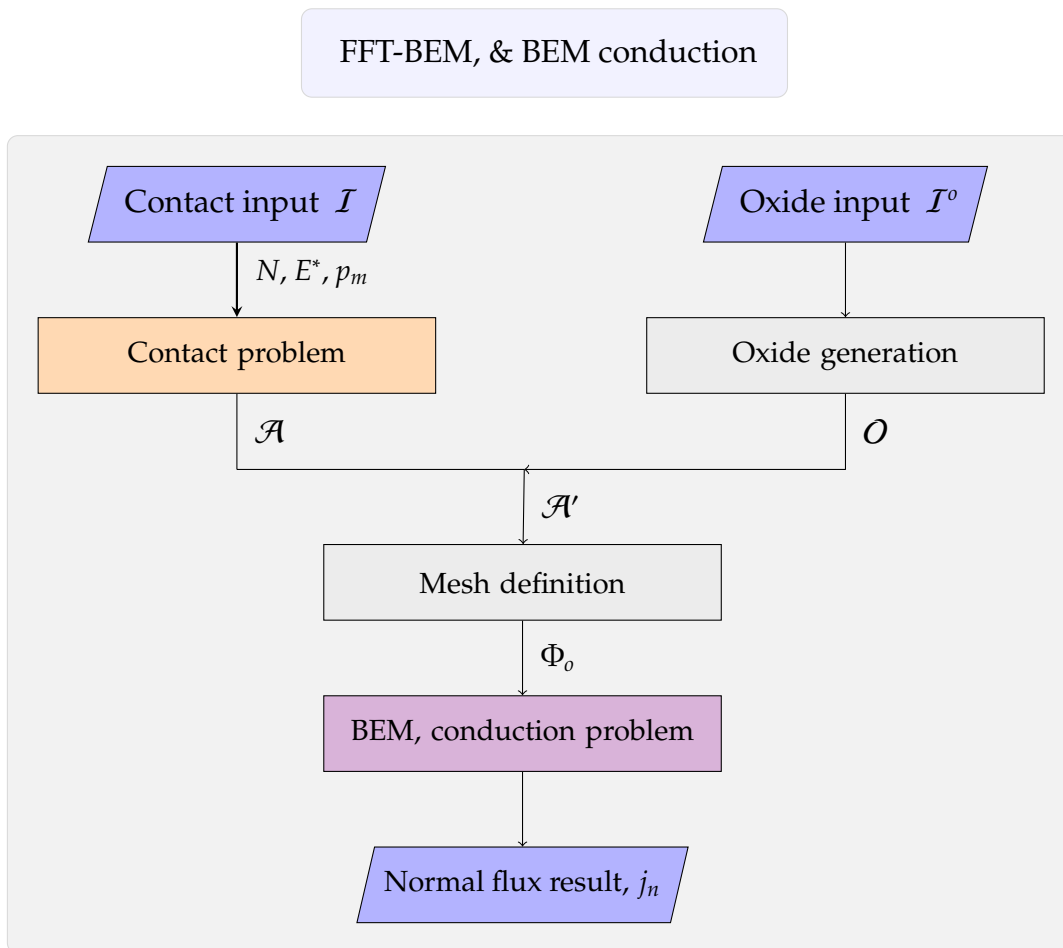 FFT-BEM, & BEM conduction
Contact input 𝓘
Oxide input 𝓘ᵒ
N, E*, pₘ
Contact problem
Oxide generation
𝓐
𝓞
𝓐′
Mesh definition
Φₒ
BEM, conduction problem
Normal flux result, jₙ